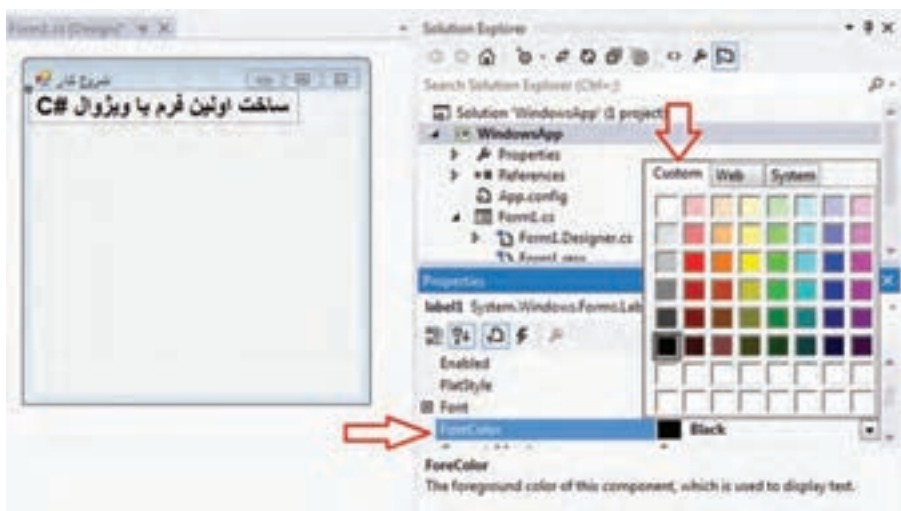 Form1.cs [Design]*
شروع کار
ساخت اولین فرم با ویژوال C#
Solution Explorer
Search Solution Explorer (Ctrl+;)
Solution 'WindowsApp' (1 project)
WindowsApp
Properties
References
App.config
Form1.cs
Form1.Designer.cs
Form1.resx
Custom Web System
Properties
label1 System.Windows.Forms.Lab
Enabled
FlatStyle
Font
ForeColor Black
ForeColor
The foreground color of this component, which is used to display text.